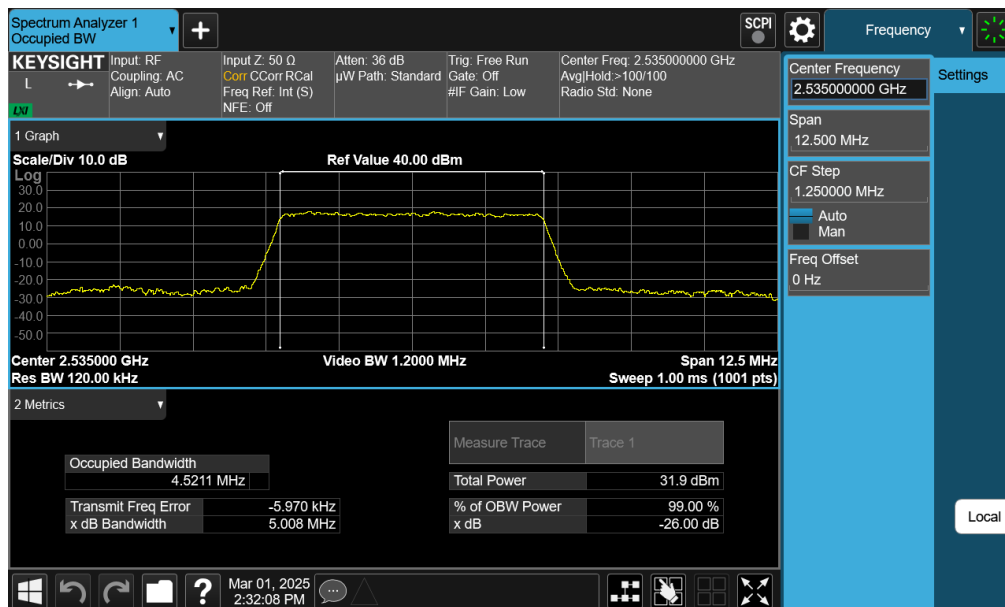 Spectrum Analyzer 1
Occupied BW
+
SCPI
Frequency
KEYSIGHT
L
LXI
Input: RF
Coupling: AC
Align: Auto
Input Z: 50 Ω
Corr CCorr RCal
Freq Ref: Int (S)
NFE: Off
Atten: 36 dB
µW Path: Standard
Trig: Free Run
Gate: Off
#IF Gain: Low
Center Freq: 2.535000000 GHz
Avg|Hold:>100/100
Radio Std: None
Center Frequency
2.535000000 GHz
Settings
Span
12.500 MHz
CF Step
1.250000 MHz
Auto
Man
Freq Offset
0 Hz
Local
1 Graph
Scale/Div 10.0 dB
Ref Value 40.00 dBm
Log
30.0
20.0
10.0
0.00
-10.0
-20.0
-30.0
-40.0
-50.0
Center 2.535000 GHz
Video BW 1.2000 MHz
Span 12.5 MHz
Res BW 120.00 kHz
Sweep 1.00 ms (1001 pts)
2 Metrics
Measure Trace
Trace 1
Occupied Bandwidth
4.5211 MHz
Total Power
31.9 dBm
Transmit Freq Error
-5.970 kHz
% of OBW Power
99.00 %
x dB Bandwidth
5.008 MHz
x dB
-26.00 dB
?
Mar 01, 2025
2:32:08 PM